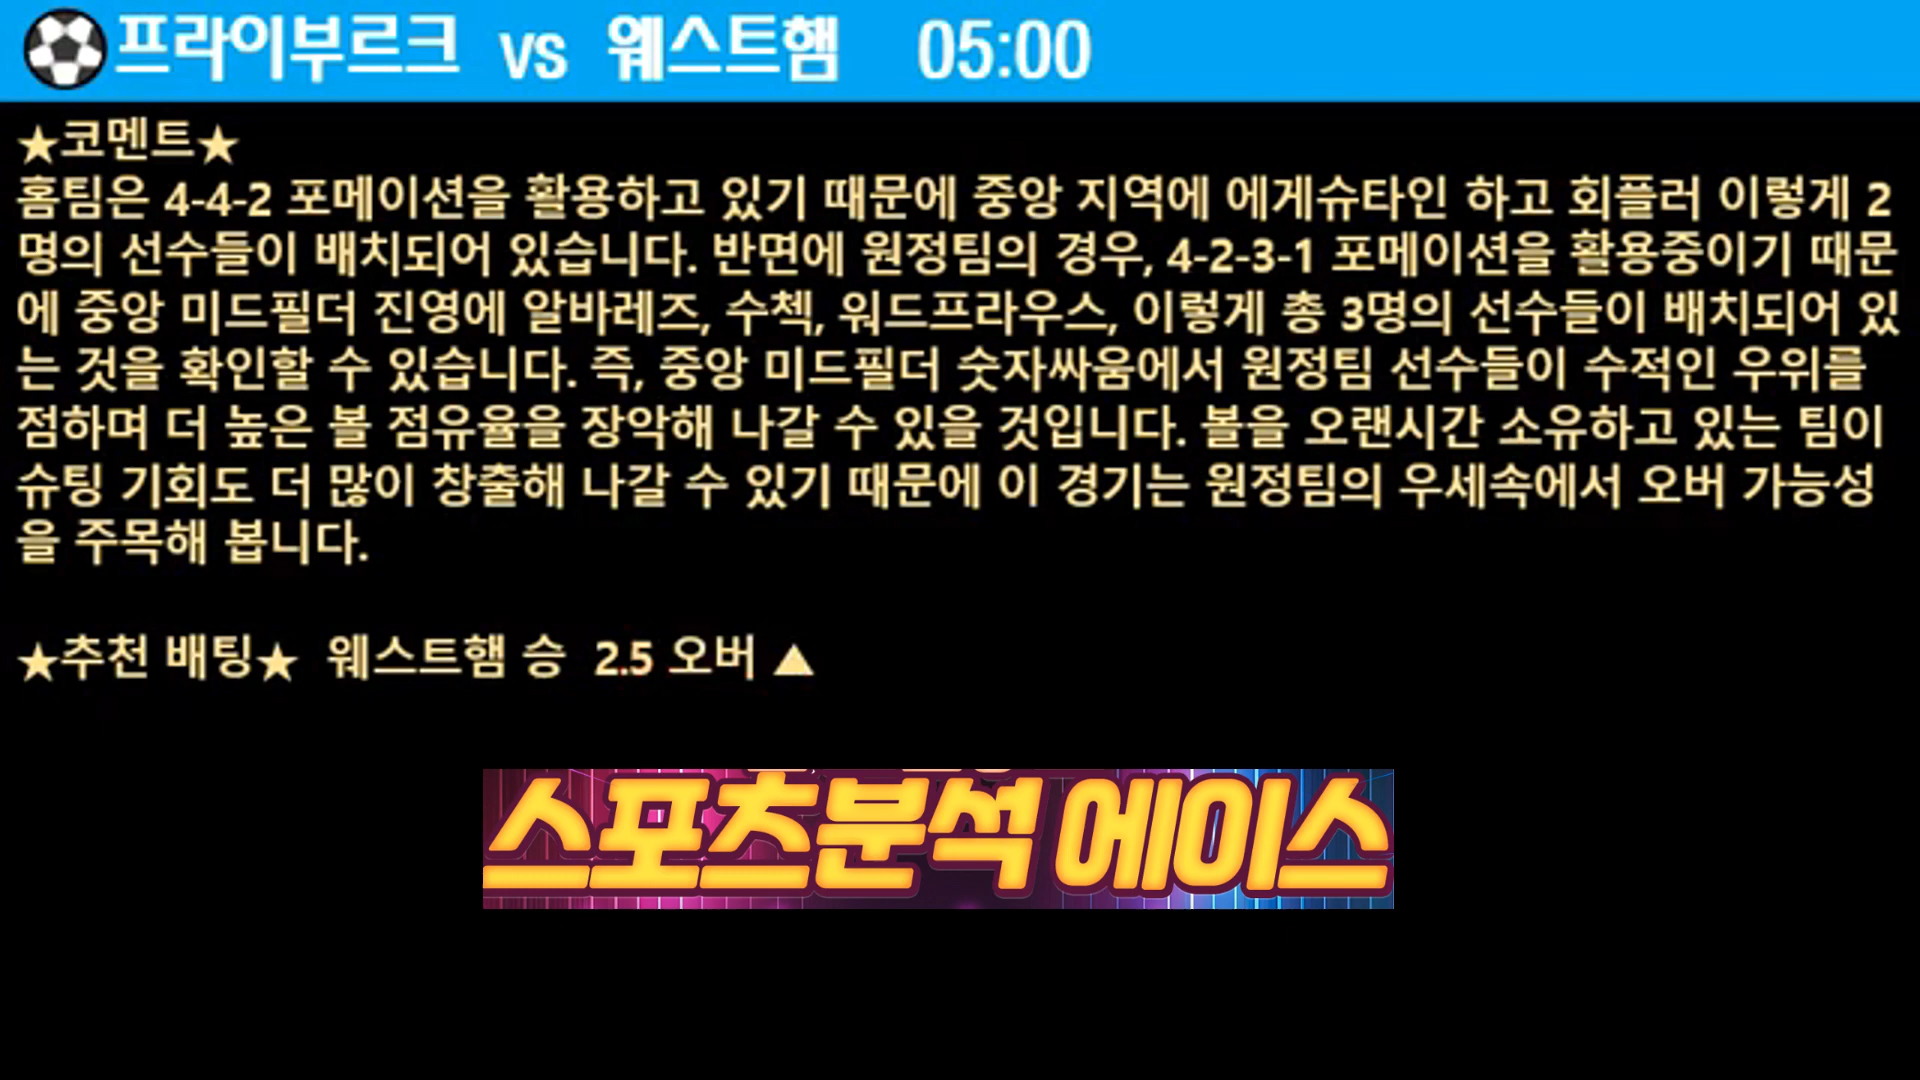 프라이부르크 vs 웨스트햄 05:00
★코멘트★
홈팀은 4-4-2 포메이션을 활용하고 있기 때문에 중앙 지역에 에게슈타인 하고 회플러 이렇게 2
명의 선수들이 배치되어 있습니다. 반면에 원정팀의 경우, 4-2-3-1 포메이션을 활용중이기 때문
에 중앙 미드필더 진영에 알바레즈, 수첵, 워드프라우스, 이렇게 총 3명의 선수들이 배치되어 있
는 것을 확인할 수 있습니다. 즉, 중앙 미드필더 숫자싸움에서 원정팀 선수들이 수적인 우위를
점하며 더 높은 볼 점유율을 장악해 나갈 수 있을 것입니다. 볼을 오랜시간 소유하고 있는 팀이
슈팅 기회도 더 많이 창출해 나갈 수 있기 때문에 이 경기는 원정팀의 우세속에서 오버 가능성
을 주목해 봅니다.
★추천 배팅★ 웨스트햄 승 2.5 오버 ▲
스포츠분석 에이스